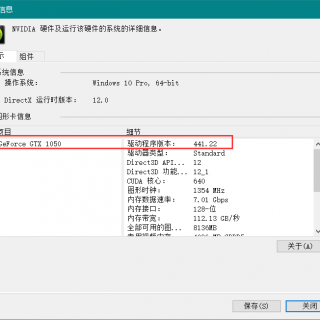 信息
NVIDIA 硬件及运行该硬件的系统的详细信息。
示 组件
系统信息
操作系统： Windows 10 Pro, 64-bit
DirectX 运行时版本： 12.0
图形卡信息
项目 细节
GeForce GTX 1050 驱动程序版本： 441.22
驱动器类型： Standard
Direct3D API... 12
Direct3D 功能... 12_1
CUDA 核心： 640
图形时钟： 1354 MHz
内存数据速率： 7.01 Gbps
内存接口： 128-位
内存带宽： 112.13 GB/秒
全部可用的图... 8136MB
关于(A)
保存(S) 关闭